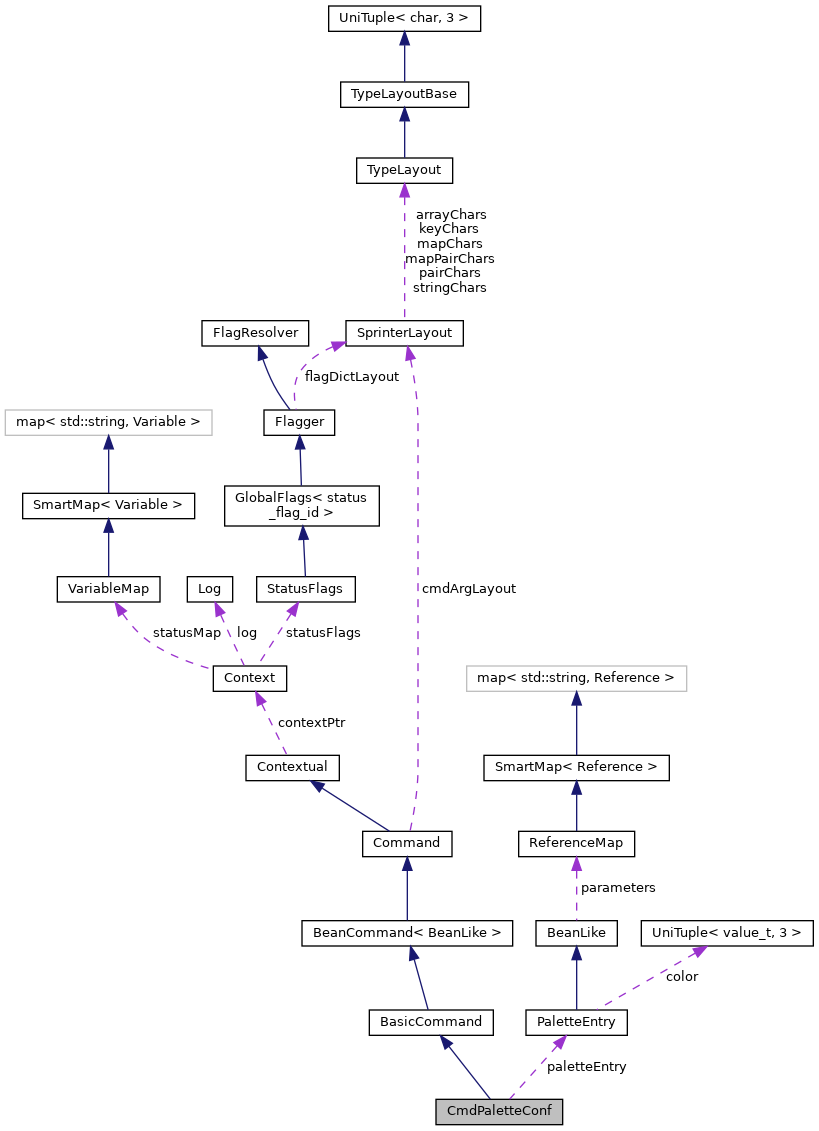 UniTuple< char, 3 >
TypeLayoutBase
TypeLayout
arrayChars
keyChars
mapChars
mapPairChars
pairChars
stringChars
FlagResolver
SprinterLayout
flagDictLayout
map< std::string, Variable >
Flagger
SmartMap< Variable >
GlobalFlags< status
_flag_id >
VariableMap
Log
StatusFlags
cmdArgLayout
statusMap
log
statusFlags
Context
map< std::string, Reference >
contextPtr
Contextual
SmartMap< Reference >
Command
ReferenceMap
parameters
BeanCommand< BeanLike >
BeanLike
UniTuple< value_t, 3 >
color
BasicCommand
PaletteEntry
paletteEntry
CmdPaletteConf